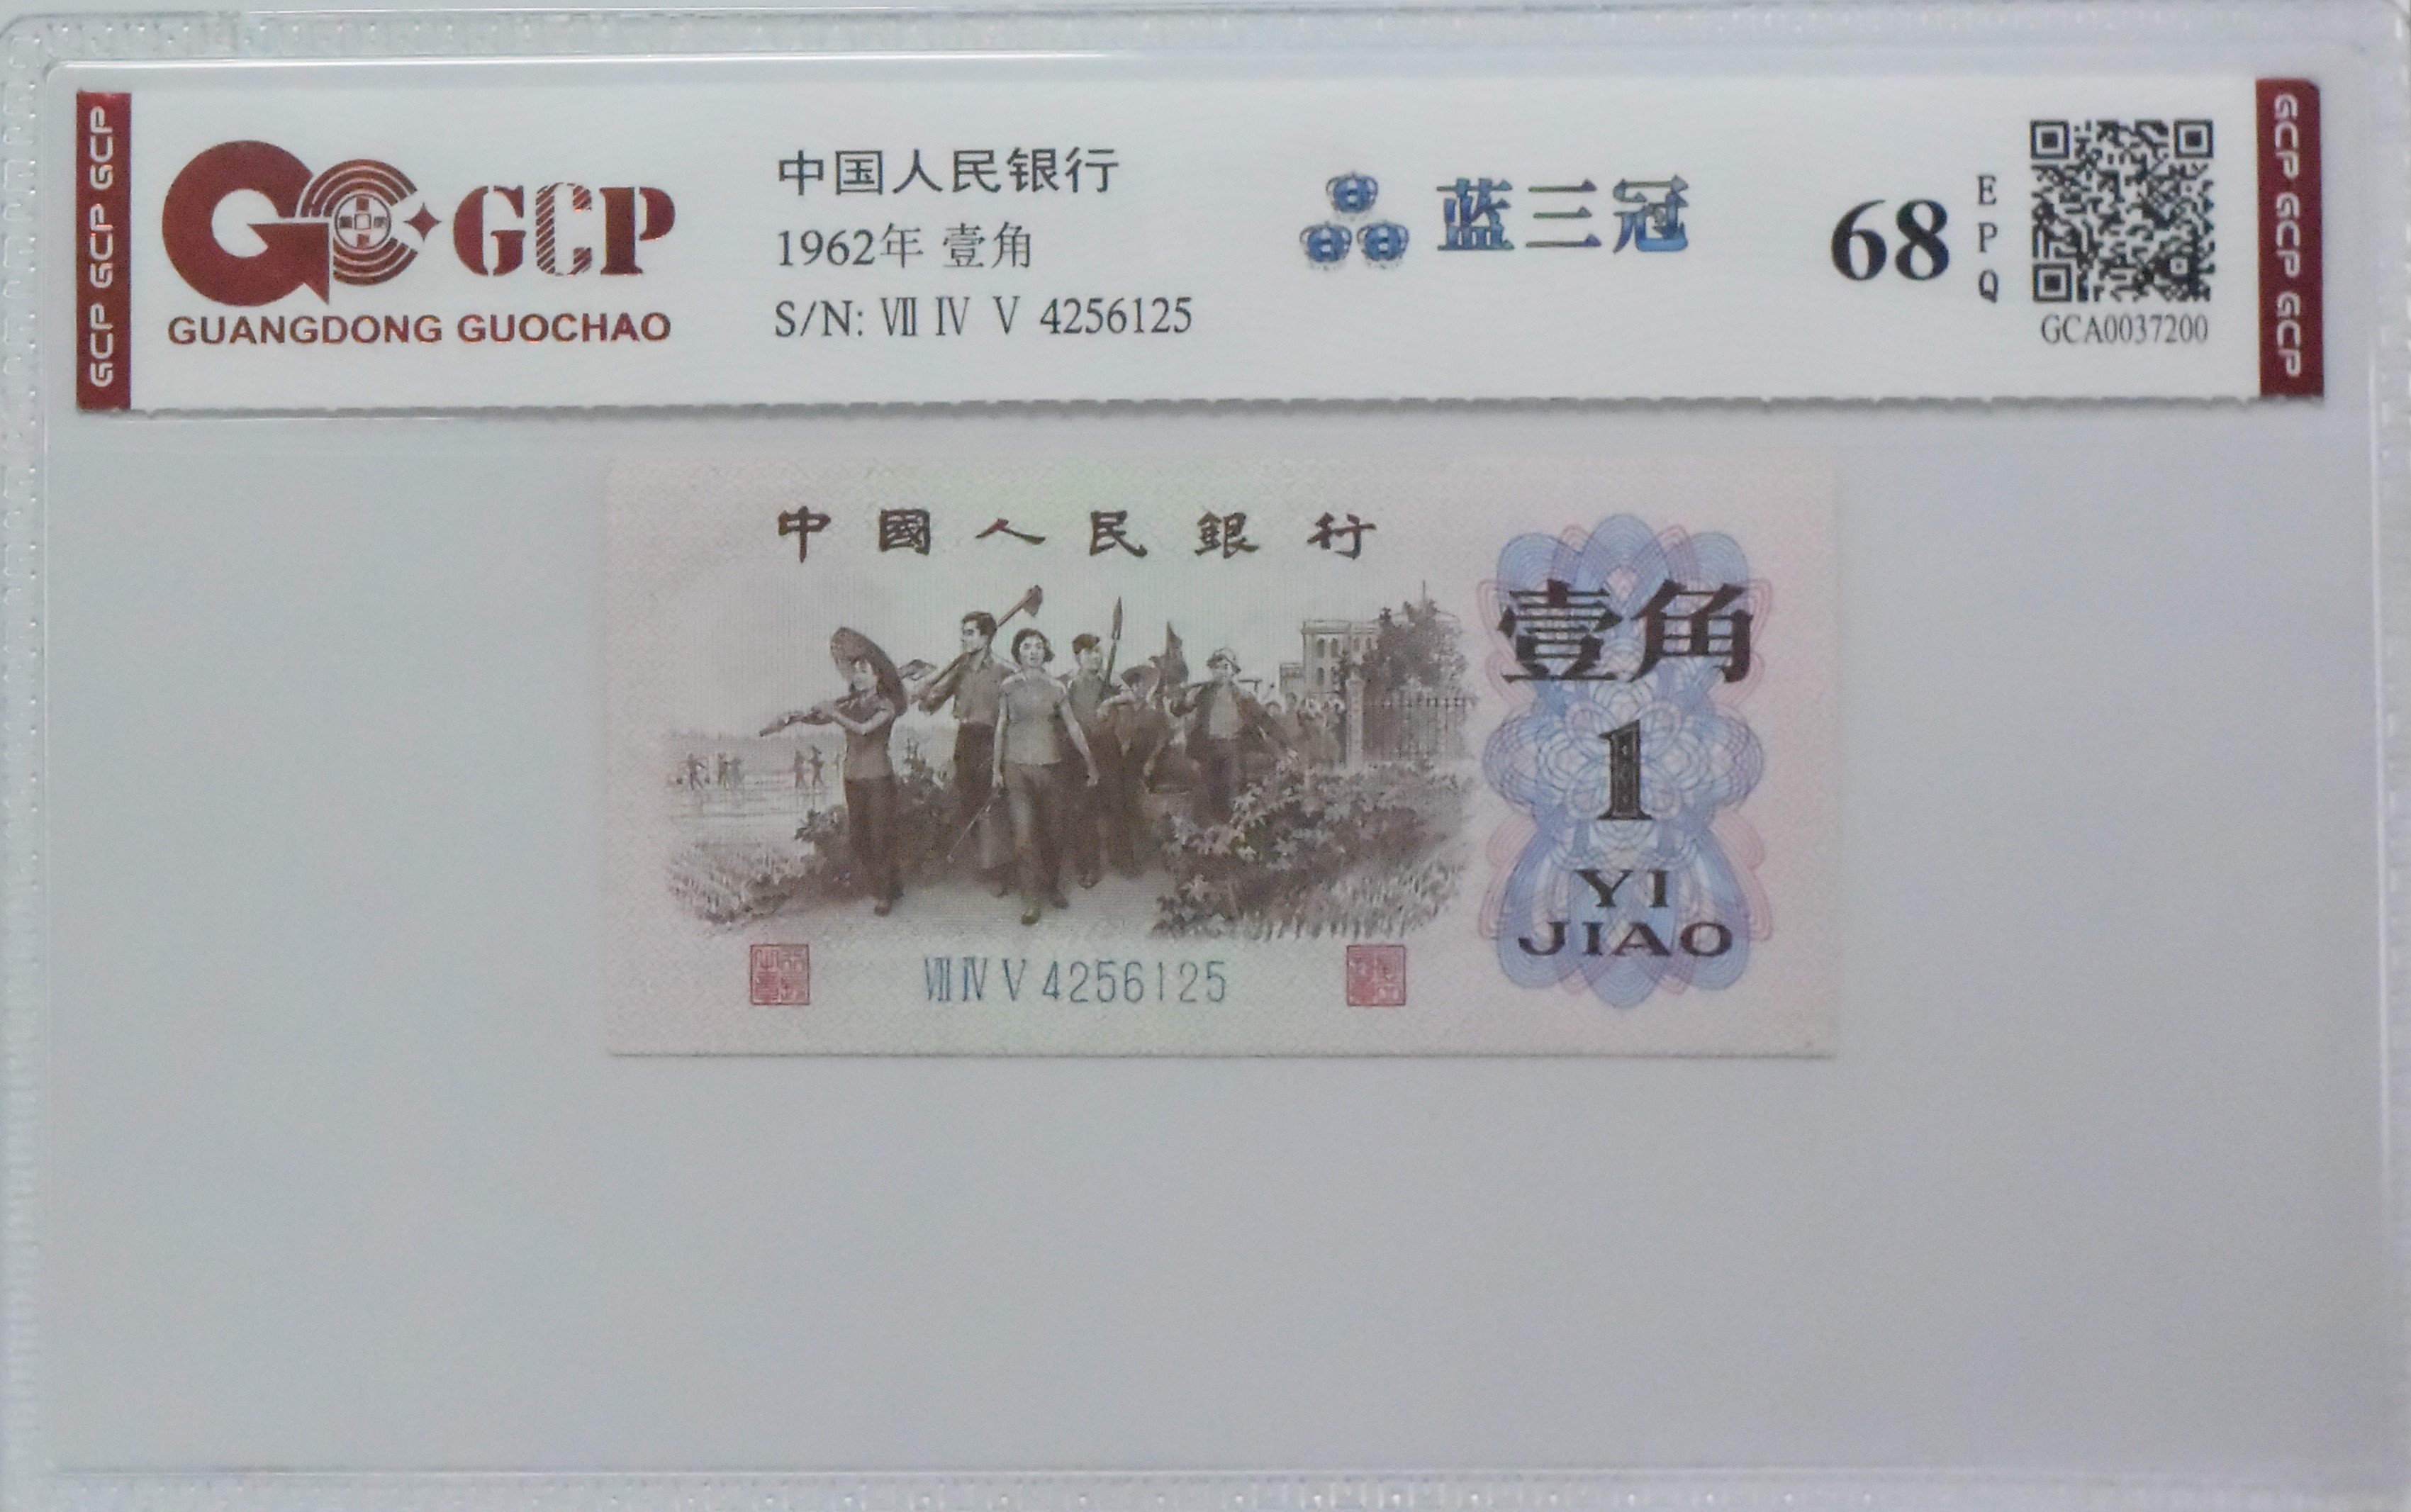 GCP GCP GCP
GCP
GUANGDONG GUOCHAO
中国人民银行
1962年 壹角
S/N: Ⅶ Ⅳ Ⅴ 4256125
蓝三冠
68
EPQ
GCA0037200
GCP GCP GCP
中國人民銀行
壹角
1
YI
JIAO
Ⅶ Ⅳ Ⅴ 4256125